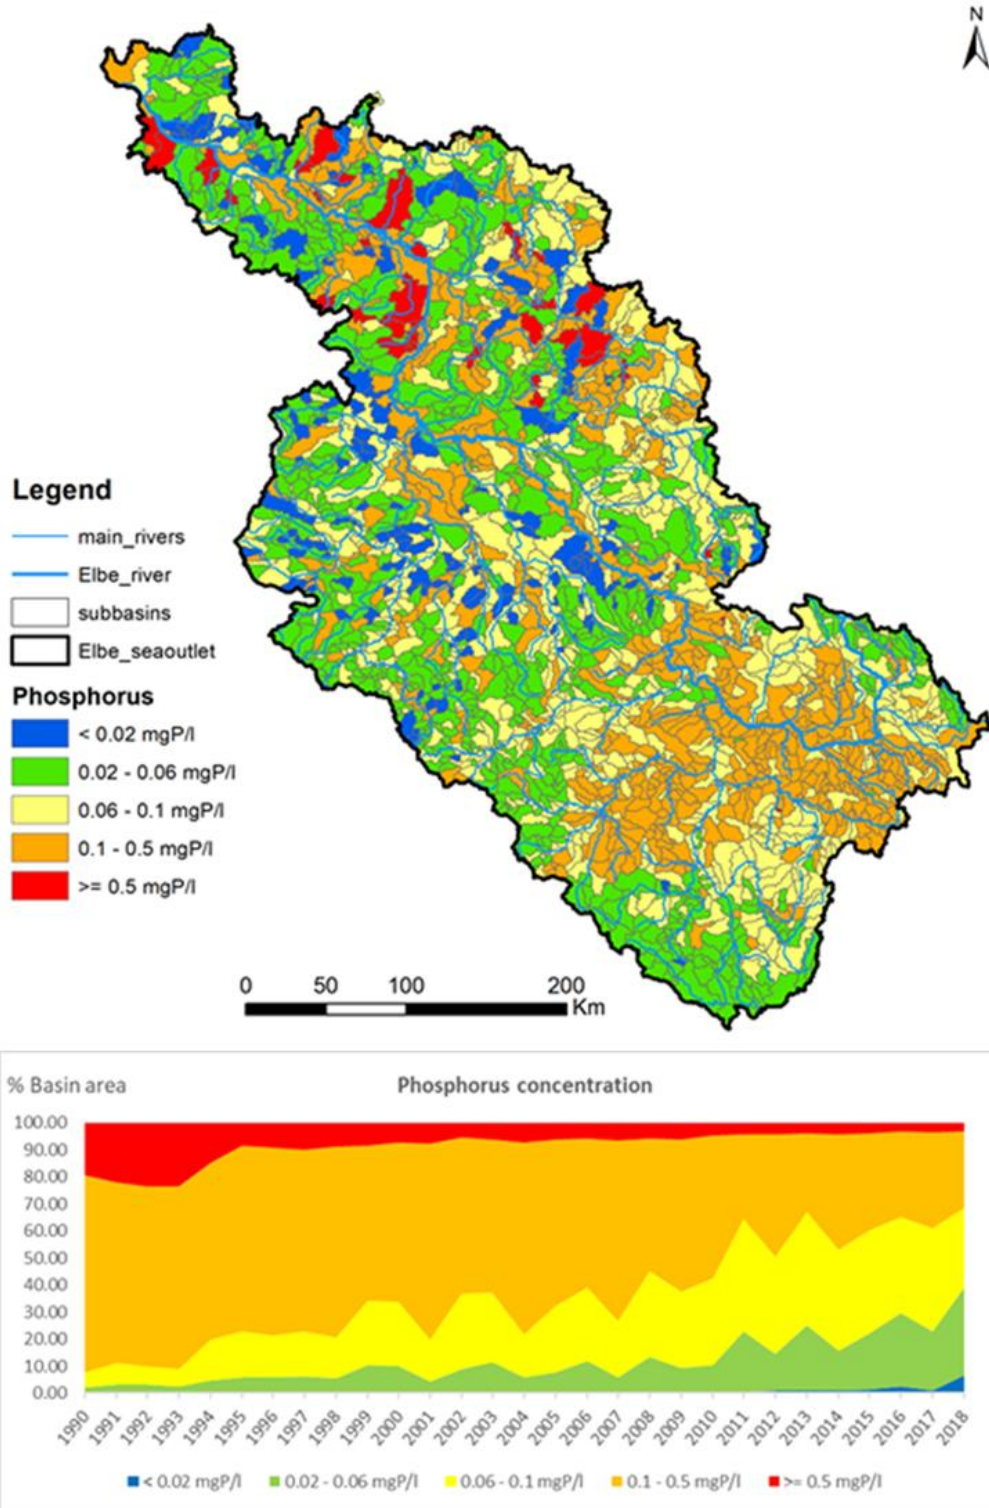 N
Legend
main_rivers
Elbe_river
subbasins
Elbe_seaoutlet
Phosphorus
< 0.02 mgP/l
0.02 - 0.06 mgP/l
0.06 - 0.1 mgP/l
0.1 - 0.5 mgP/l
>= 0.5 mgP/l
0 50 100 200
Km
% Basin area Phosphorus concentration
100.00
90.00
80.00
70.00
60.00
50.00
40.00
30.00
20.00
10.00
0.00
1990 1991 1992 1993 1994 1995 1996 1997 1998 1999 2000 2001 2002 2003 2004 2005 2006 2007 2008 2009 2010 2011 2012 2013 2014 2015 2016 2017 2018
< 0.02 mgP/l 0.02 - 0.06 mgP/l 0.06 - 0.1 mgP/l 0.1 - 0.5 mgP/l >= 0.5 mgP/l